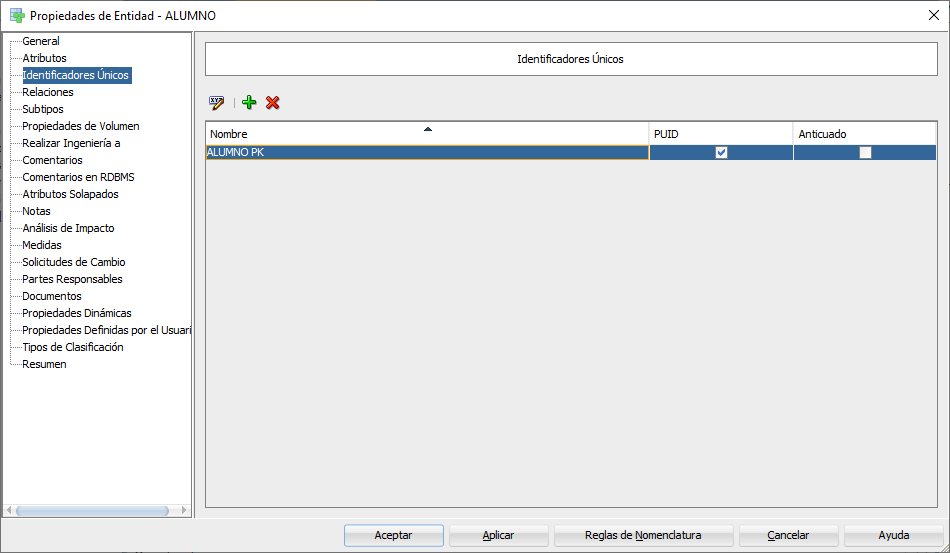 Propiedades de Entidad - ALUMNO
General
Atributos
Identificadores Únicos
Relaciones
Subtipos
Propiedades de Volumen
Realizar Ingeniería a
Comentarios
Comentarios en RDBMS
Atributos Solapados
Notas
Análisis de Impacto
Medidas
Solicitudes de Cambio
Partes Responsables
Documentos
Propiedades Dinámicas
Propiedades Definidas por el Usuari
Tipos de Clasificación
Resumen
Identificadores Únicos
xyz
Nombre PUID Anticuado
ALUMNO PK
Aceptar Aplicar Reglas de Nomenclatura Cancelar Ayuda